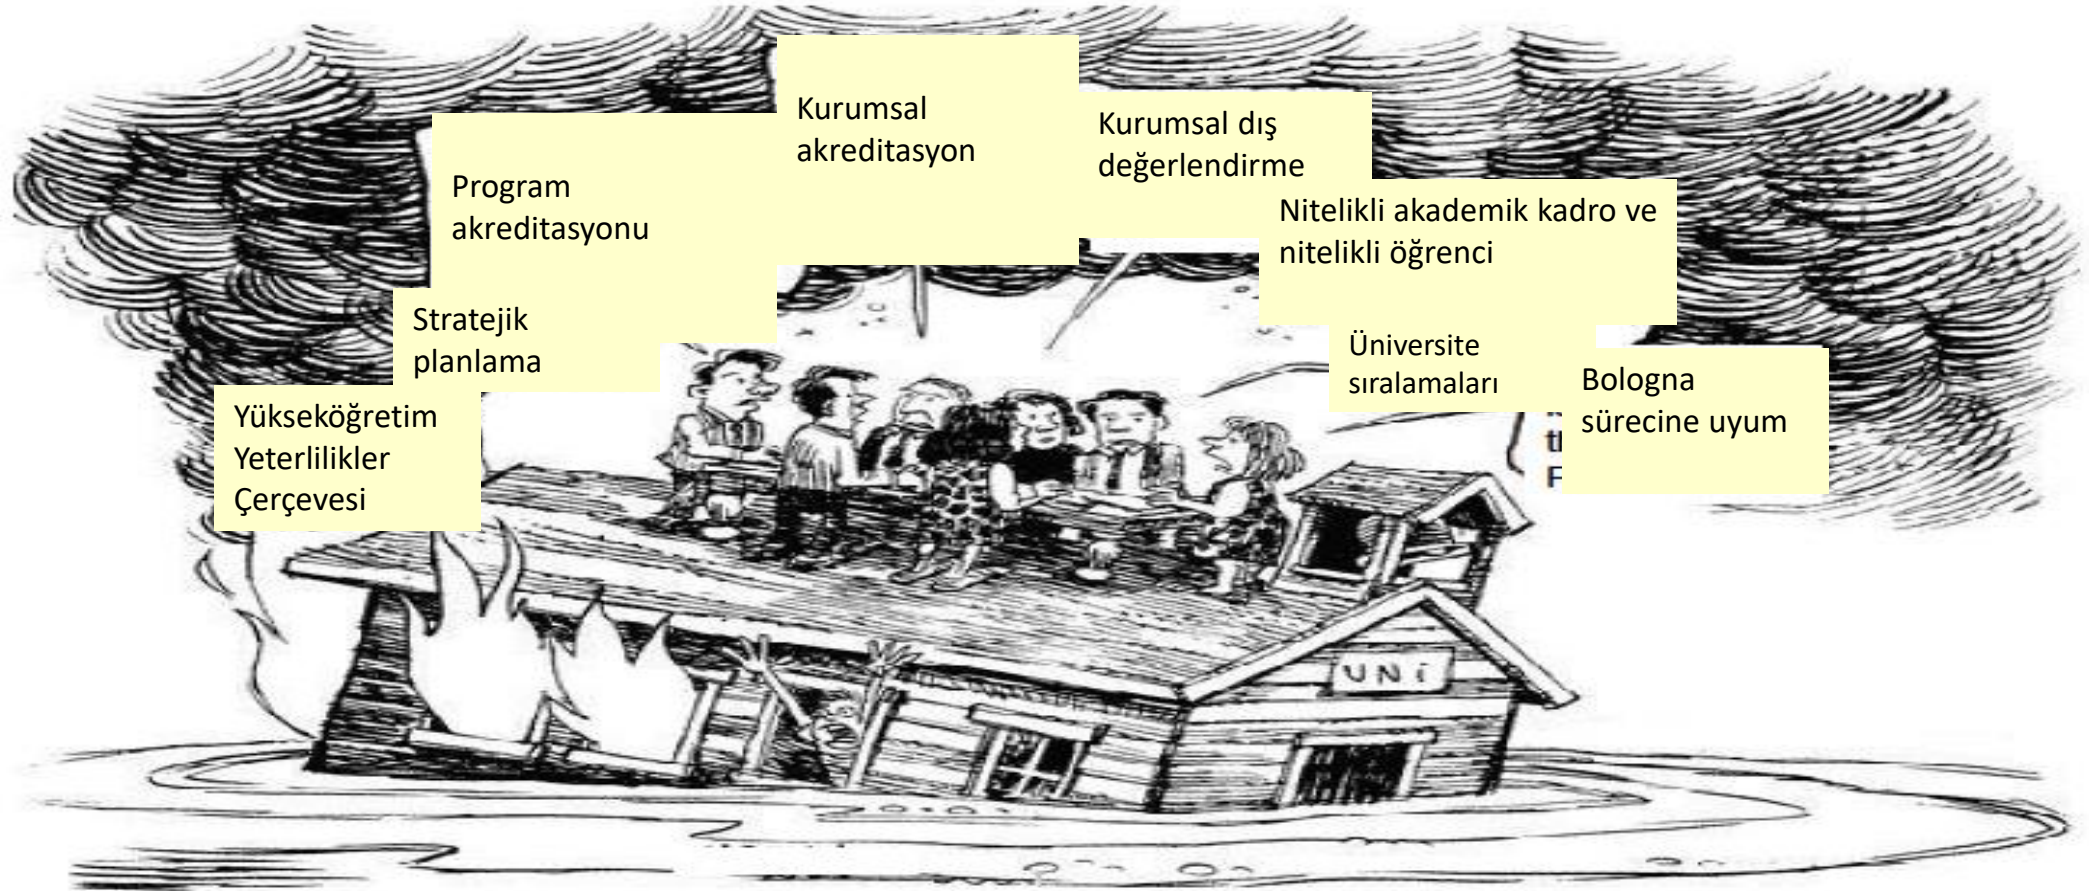 Kurumsal
akreditasyon
Kurumsal dış
değerlendirme
Program
akreditasyonu
Nitelikli akademik kadro ve
nitelikli öğrenci
Stratejik
planlama
Üniversite
sıralamaları
Bologna
sürecine uyum
Yükseköğretim
Yeterlilikler
Çerçevesi
UNi